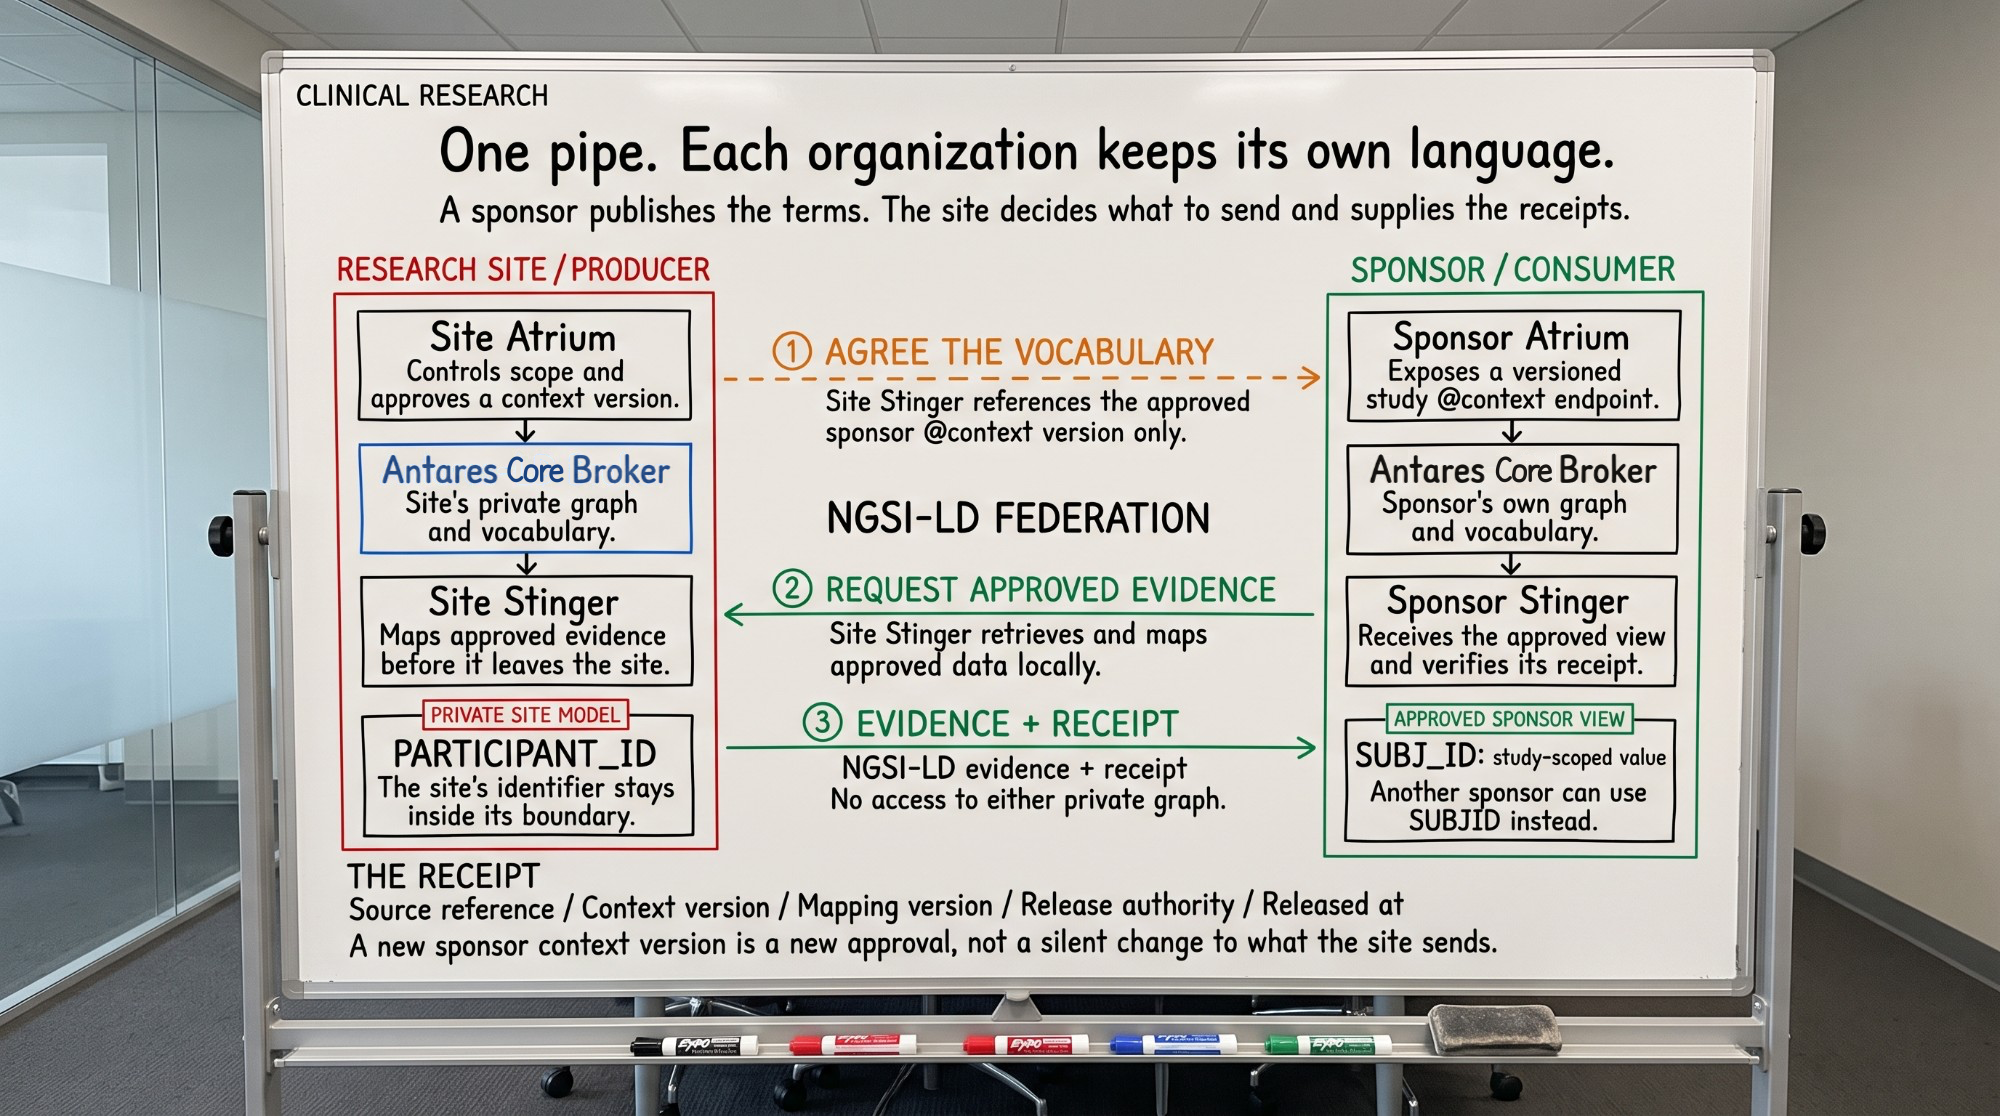 CLINICAL RESEARCH
One pipe. Each organization keeps its own language.
A sponsor publishes the terms. The site decides what to send and supplies the receipts.
RESEARCH SITE / PRODUCER
Site Atrium
Controls scope and
approves a context version.
Antares Core Broker
Site's private graph
and vocabulary.
Site Stinger
Maps approved evidence
before it leaves the site.
PRIVATE SITE MODEL
PARTICIPANT_ID
The site's identifier stays
inside its boundary.
1 AGREE THE VOCABULARY
Site Stinger references the approved
sponsor @context version only.
NGSI-LD FEDERATION
2 REQUEST APPROVED EVIDENCE
Site Stinger retrieves and maps
approved data locally.
3 EVIDENCE + RECEIPT
NGSI-LD evidence + receipt
No access to either private graph.
SPONSOR / CONSUMER
Sponsor Atrium
Exposes a versioned
study @context endpoint.
Antares Core Broker
Sponsor's own graph
and vocabulary.
Sponsor Stinger
Receives the approved view
and verifies its receipt.
APPROVED SPONSOR VIEW
SUBJ_ID: study-scoped value
Another sponsor can use
SUBJID instead.
THE RECEIPT
Source reference / Context version / Mapping version / Release authority / Released at
A new sponsor context version is a new approval, not a silent change to what the site sends.
EXPO
EXPO
EXPO